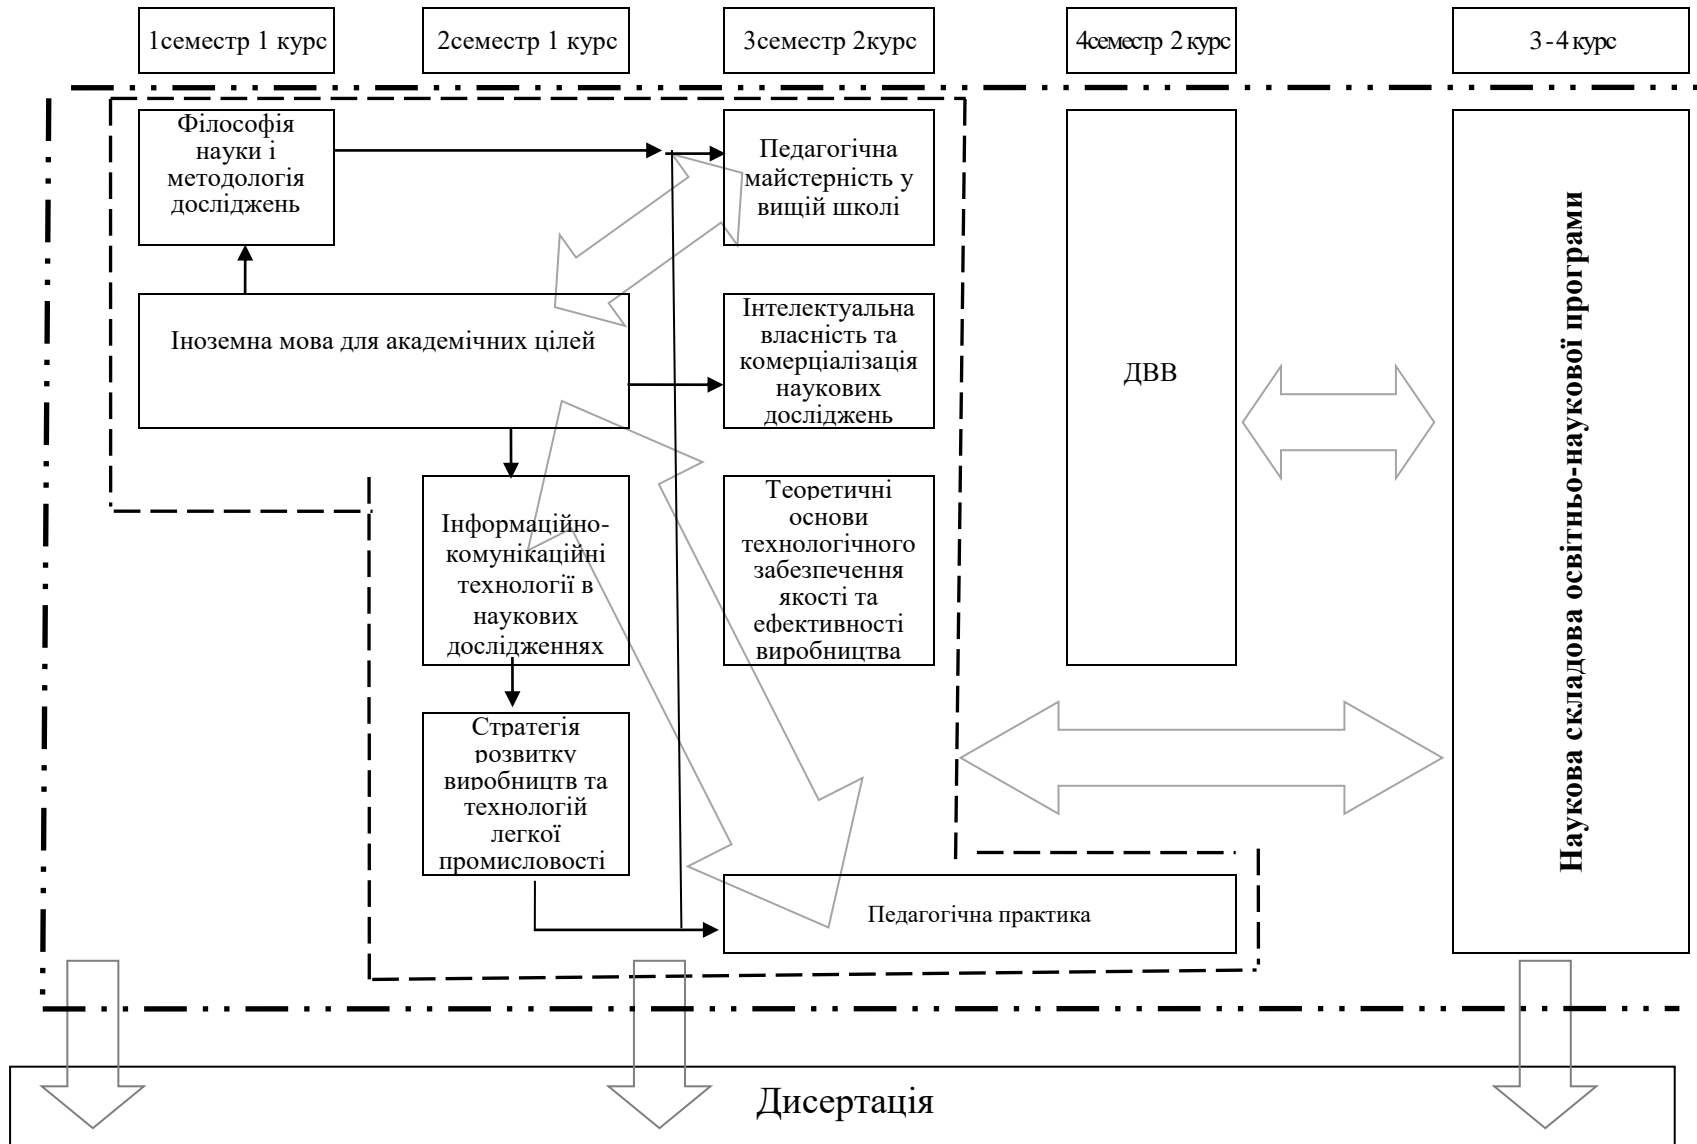 1семестр 1 курс
2семестр 1 курс
3семестр 2курс
4семестр 2 курс
3-4 курс
Філософія
науки і
методологія
досліджень
Педагогічна
майстерність у
вищій школі
Іноземна мова для академічних цілей
Інтелектуальна
власність та
комерціалізація
наукових
досліджень
ДВВ
Наукова складова освітньо-наукової програми
Інформаційно-
комунікаційні
технології в
наукових
дослідженнях
Теоретичні
основи
технологічного
забезпечення
якості та
ефективності
виробництва
Стратегія
розвитку
виробництв та
технологій
легкої
промисловості
Педагогічна практика
Дисертація